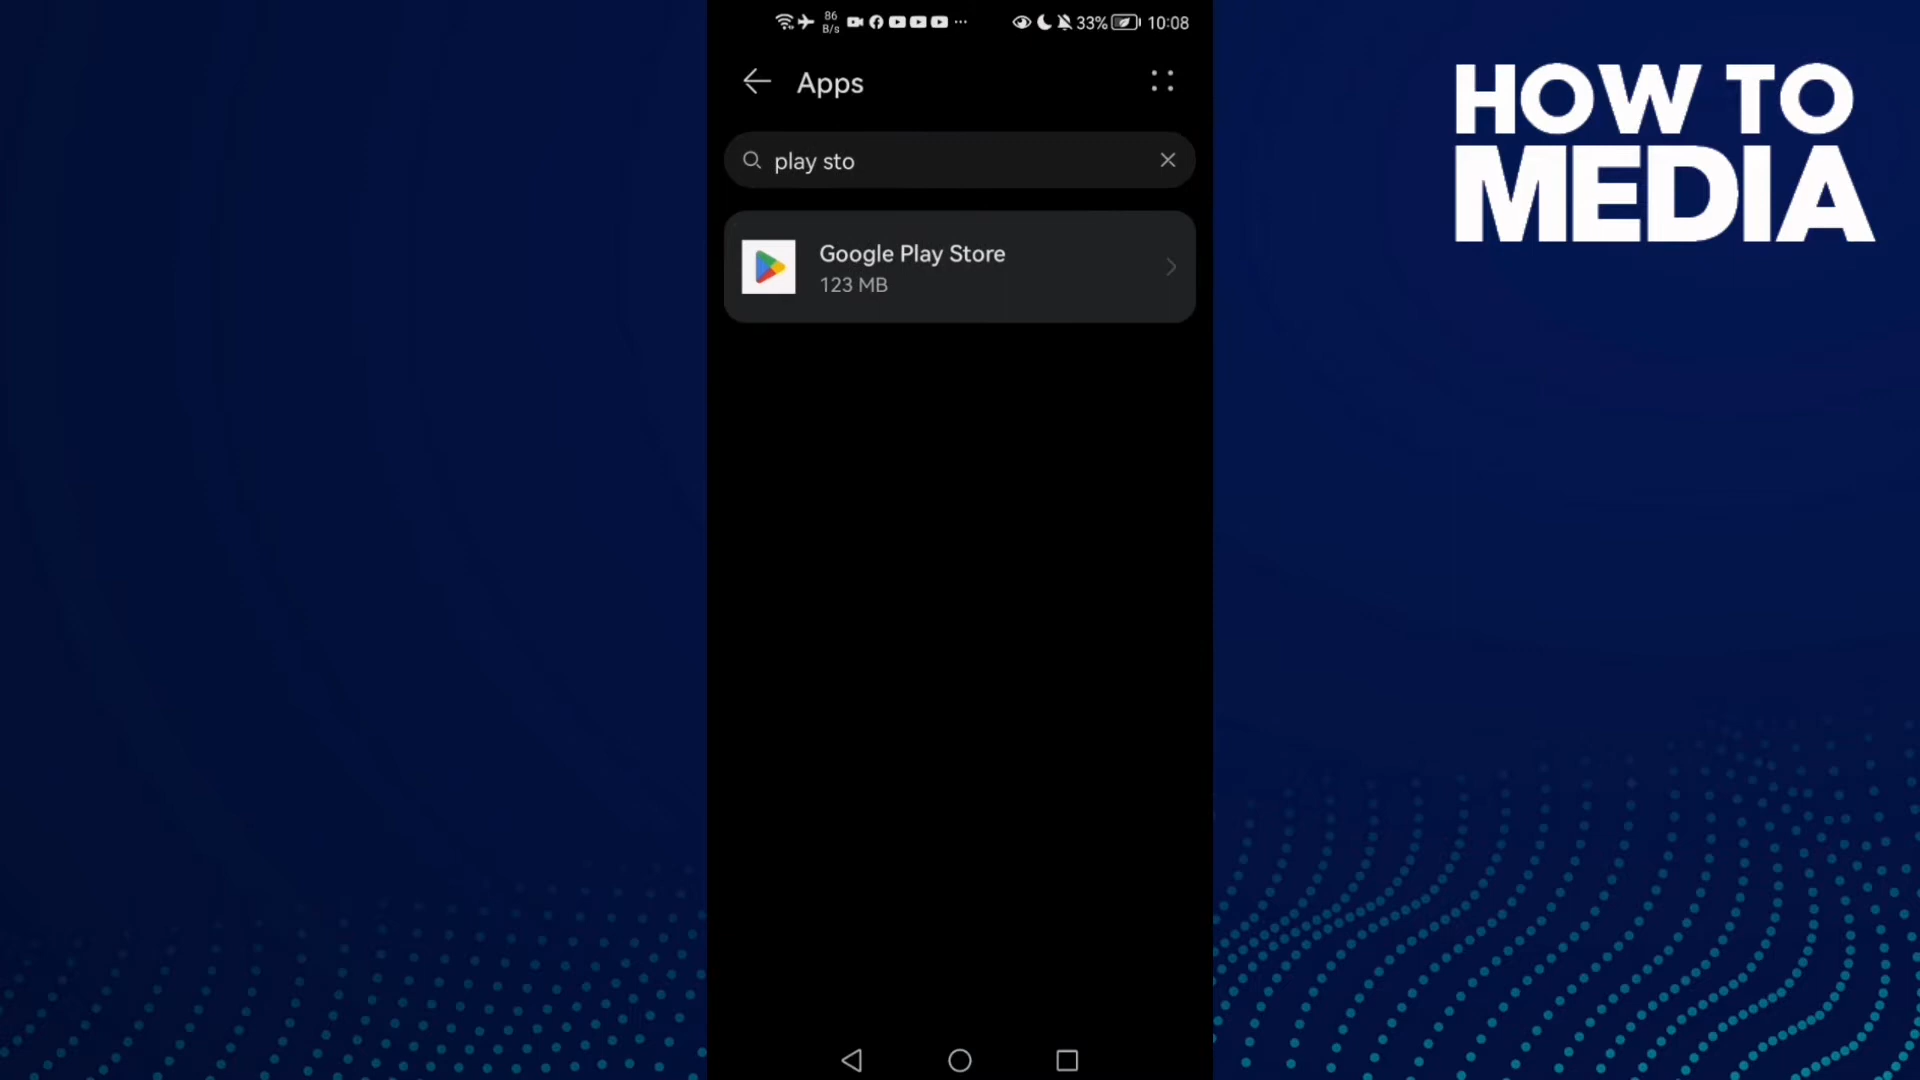 86
B/s
33%
10:08
Apps
play sto
Google Play Store
123 MB
HOW TO
MEDIA